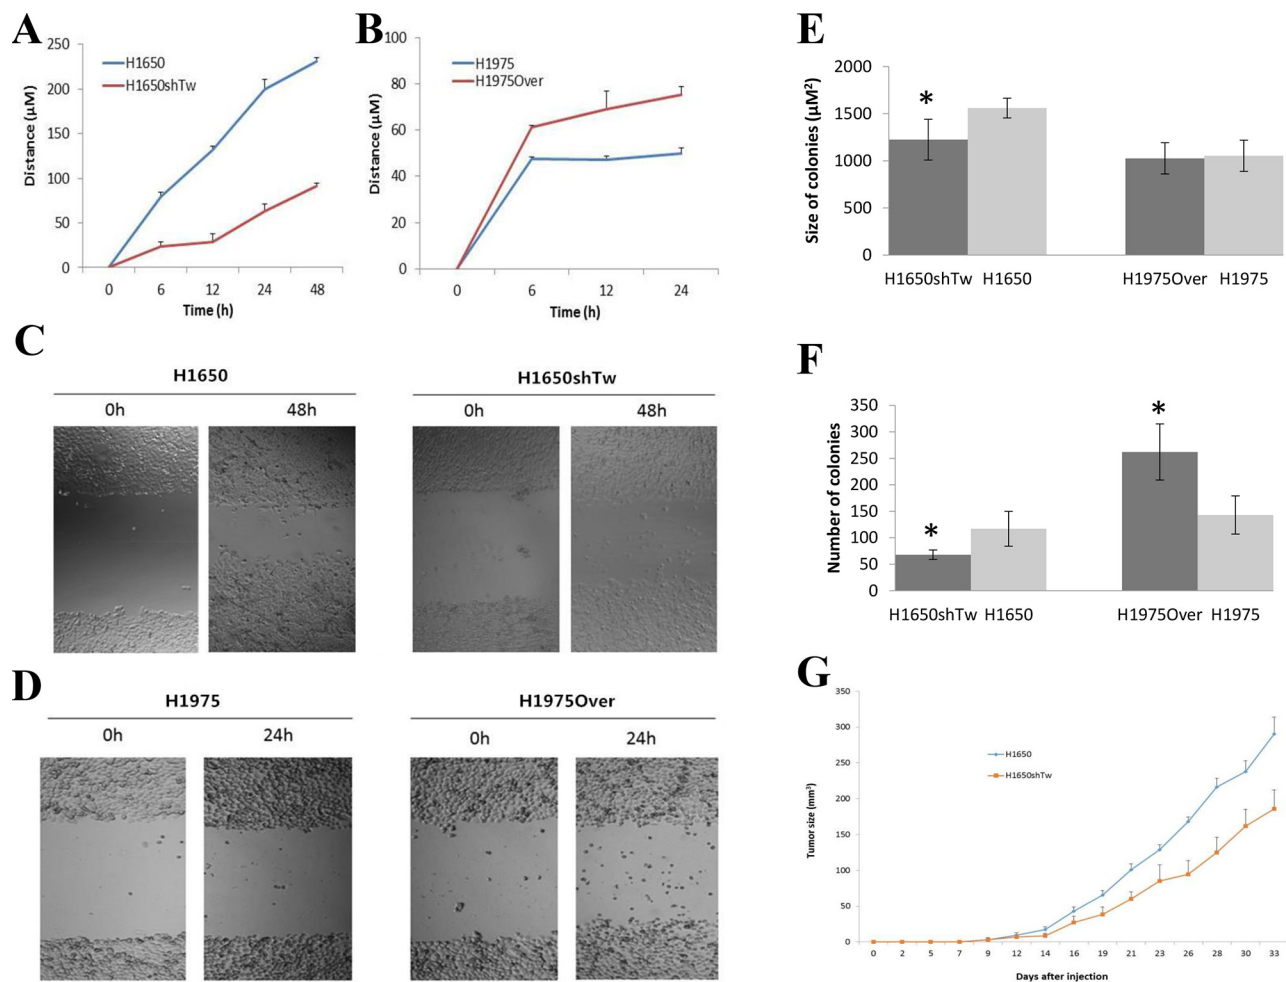 A
250
200
150
100
50
0
Distance (µM)
H1650
H1650shTw
0 6 12 24 48
Time (h)
B
100
80
60
40
20
0
Distance (µM)
H1975
H1975Over
0 6 12 24
Time (h)
C
H1650
0h 48h
H1650shTw
0h 48h
D
H1975
0h 24h
H1975Over
0h 24h
E
2000
1500
1000
500
0
Size of colonies (µM²)
*
H1650shTw H1650 H1975Over H1975
F
350
300
250
200
150
100
50
0
Number of colonies
* *
H1650shTw H1650 H1975Over H1975
G
350
300
250
200
150
100
50
0
Tumor size (mm³)
H1650
H1650shTw
0 2 5 7 9 12 14 16 19 21 23 26 28 30 33
Days after injection